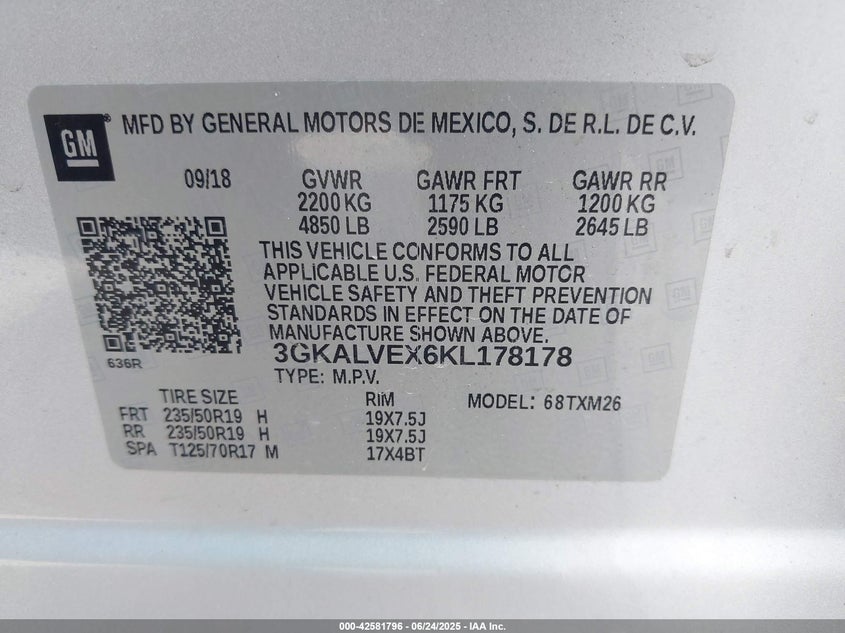 GM ® MFD BY GENERAL MOTORS DE MEXICO, S. DE R.L. DE C.V.
09/18 GVWR GAWR FRT GAWR RR
2200 KG 1175 KG 1200 KG
4850 LB 2590 LB 2645 LB
THIS VEHICLE CONFORMS TO ALL
APPLICABLE U.S. FEDERAL MOTOR
VEHICLE SAFETY AND THEFT PREVENTION
STANDARDS IN EFFECT ON THE DATE OF
MANUFACTURE SHOWN ABOVE.
636R
3GKALVEX6KL178178
TYPE: M.P.V.
TIRE SIZE RIM MODEL: 68TXM26
FRT 235/50R19 H 19X7.5J
RR 235/50R19 H 19X7.5J
SPA T125/70R17 M 17X4BT
000-42581796 - 06/24/2025 - IAA Inc.